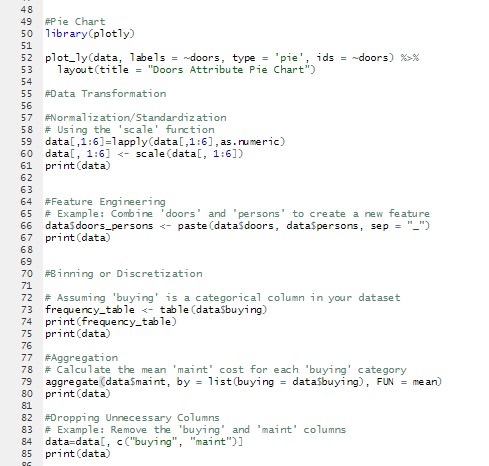 48
49 #Pie Chart
50 library(plotly)
51
52 plot_ly(data, labels = ~doors, type = 'pie', ids = ~doors) %>%
53   layout(title = "Doors Attribute Pie Chart")
54
55 #Data Transformation
56
57 #Normalization/Standardization
58 # Using the 'scale' function
59 data[,1:6]=lapply(data[,1:6],as.numeric)
60 data[, 1:6] <- scale(data[, 1:6])
61 print(data)
62
63
64 #Feature Engineering
65 # Example: Combine 'doors' and 'persons' to create a new feature
66 data$doors_persons <- paste(data$doors, data$persons, sep = "_")
67 print(data)
68
69
70 #Binning or Discretization
71
72 # Assuming 'buying' is a categorical column in your dataset
73 frequency_table <- table(data$buying)
74 print(frequency_table)
75 print(data)
76
77 #Aggregation
78 # Calculate the mean 'maint' cost for each 'buying' category
79 aggregate(data$maint, by = list(buying = data$buying), FUN = mean)
80 print(data)
81
82 #Dropping Unnecessary Columns
83 # Example: Remove the 'buying' and 'maint' columns
84 data=data[, c("buying", "maint")]
85 print(data)
86